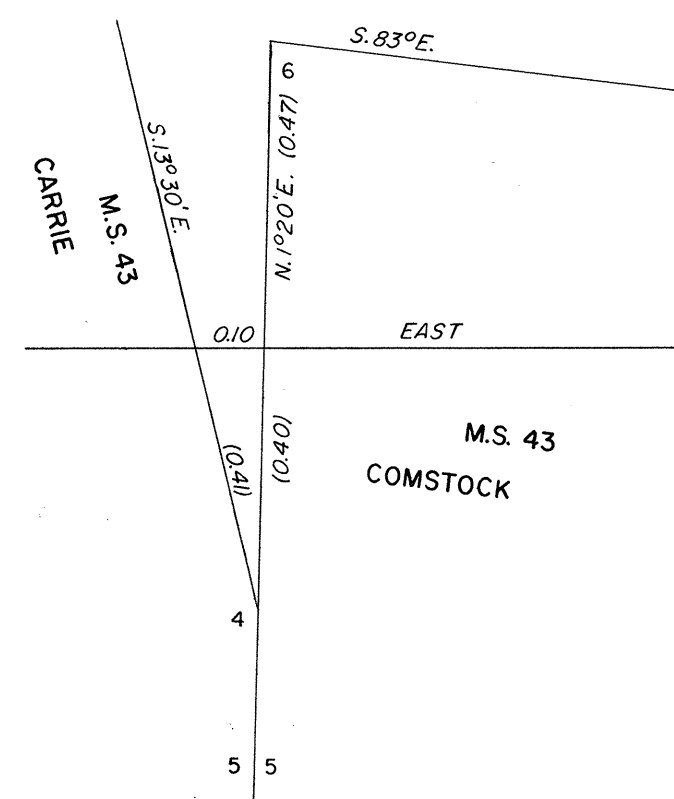 S.83°E.
6
N.1°20'E. (0.47)
S.13°30'E.
CARRIE
M.S. 43
0.10
EAST
(0.41)
(0.40)
M.S. 43
COMSTOCK
4
5
5